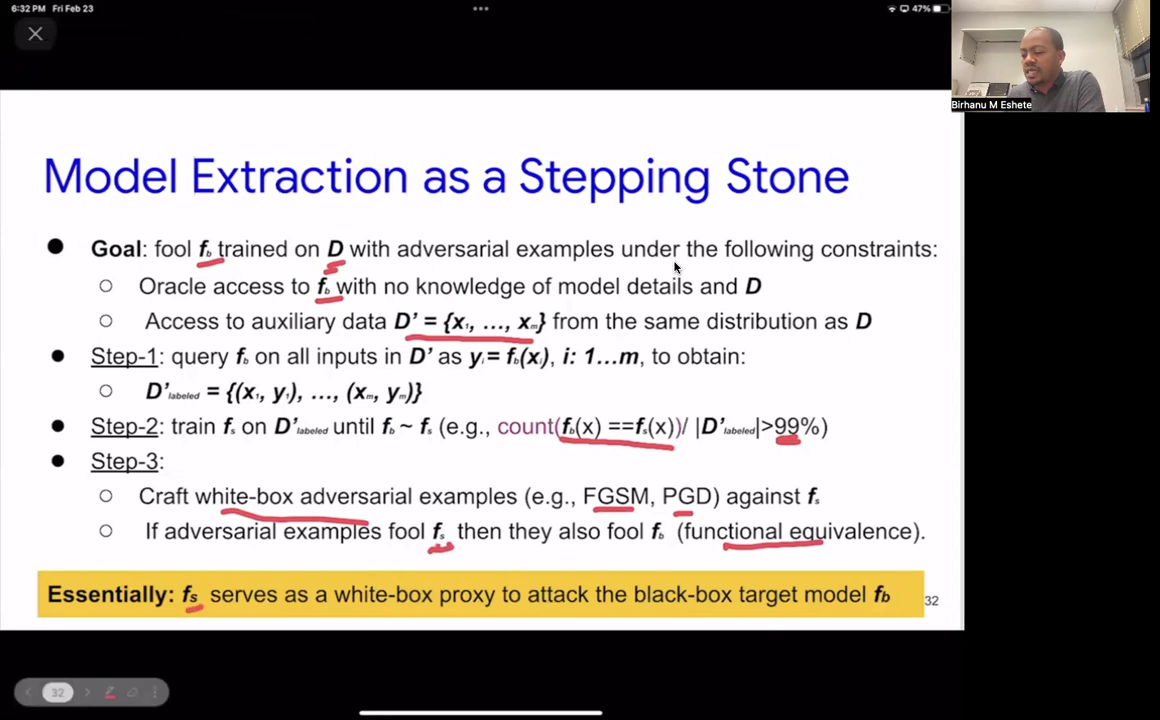 6:32 PM Fri Feb 23
47%
Birhanu M Eshete
Model Extraction as a Stepping Stone
● Goal: fool fb trained on D with adversarial examples under the following constraints:
○ Oracle access to fb with no knowledge of model details and D
○ Access to auxiliary data D' = {x1, …, xm} from the same distribution as D
● Step-1: query fb on all inputs in D' as yi = fb(xi), i: 1…m, to obtain:
○ D'labeled = {(x1, y1), …, (xm, ym)}
● Step-2: train fs on D'labeled until fb ~ fs (e.g., count(fb(x) ==fs(x))/ |D'labeled|>99%)
● Step-3:
○ Craft white-box adversarial examples (e.g., FGSM, PGD) against fs
○ If adversarial examples fool fs then they also fool fb (functional equivalence).
Essentially: fs serves as a white-box proxy to attack the black-box target model fb
32
32